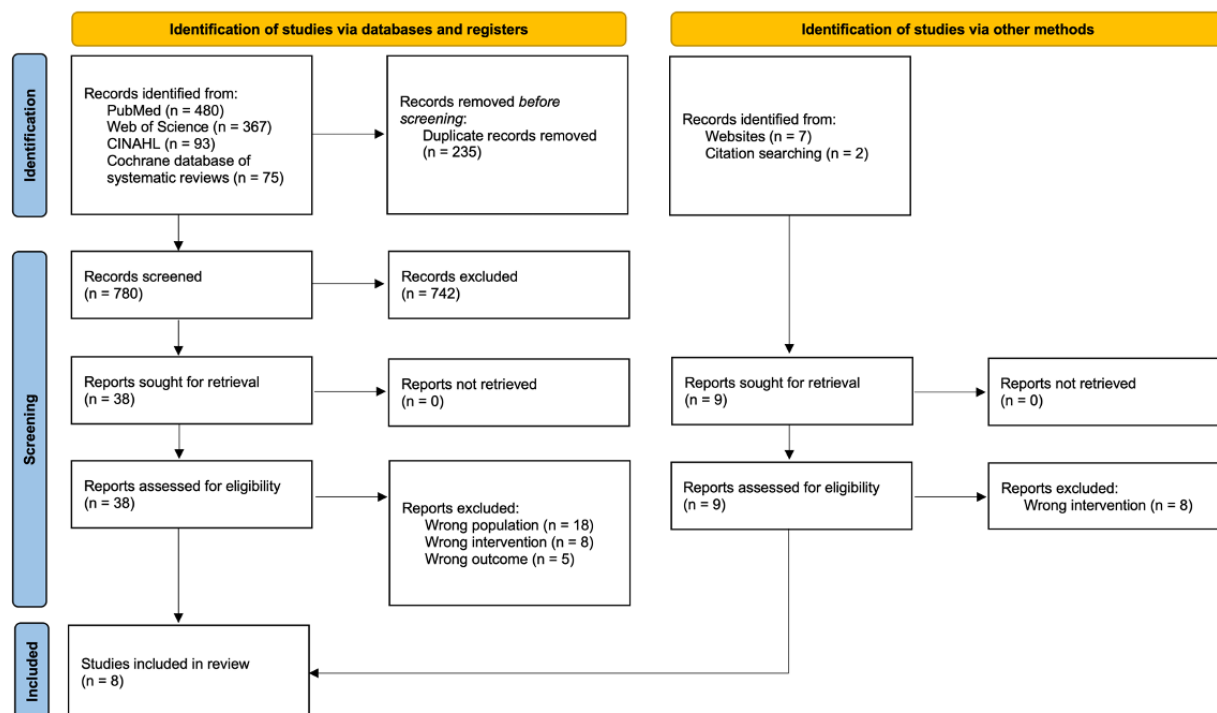 Identification of studies via databases and registers
Identification of studies via other methods
Identification
Records identified from:
PubMed (n = 480)
Web of Science (n = 367)
CINAHL (n = 93)
Cochrane database of
systematic reviews (n = 75)
Records removed before
screening:
Duplicate records removed
(n = 235)
Records identified from:
Websites (n = 7)
Citation searching (n = 2)
Screening
Records screened
(n = 780)
Records excluded
(n = 742)
Reports sought for retrieval
(n = 38)
Reports not retrieved
(n = 0)
Reports sought for retrieval
(n = 9)
Reports not retrieved
(n = 0)
Reports assessed for eligibility
(n = 38)
Reports excluded:
Wrong population (n = 18)
Wrong intervention (n = 8)
Wrong outcome (n = 5)
Reports assessed for eligibility
(n = 9)
Reports excluded:
Wrong intervention (n = 8)
Included
Studies included in review
(n = 8)